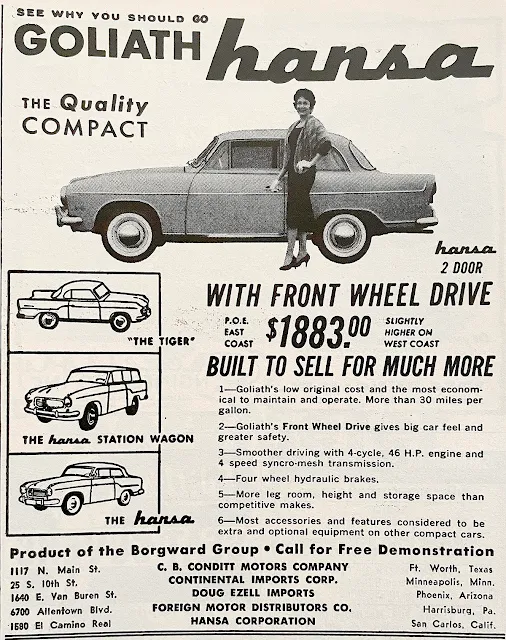 SEE WHY YOU SHOULD GO
GOLIATH hansa
THE Quality
COMPACT
hansa
2 DOOR
WITH FRONT WHEEL DRIVE
P.O.E.
EAST
COAST
$1883.00
SLIGHTLY
HIGHER ON
WEST COAST
BUILT TO SELL FOR MUCH MORE
"THE TIGER"
THE hansa STATION WAGON
THE hansa
1—Goliath's low original cost and the most econom-
ical to maintain and operate. More than 30 miles per
gallon.
2—Goliath's Front Wheel Drive gives big car feel and
greater safety.
3—Smoother driving with 4-cycle, 46 H.P. engine and
4 speed syncro-mesh transmission.
4—Four wheel hydraulic brakes.
5—More leg room, height and storage space than
competitive makes.
6—Most accessories and features considered to be
extra and optional equipment on other compact cars.
Product of the Borgward Group • Call for Free Demonstration
1117 N. Main St. C. B. CONDITT MOTORS COMPANY Ft. Worth, Texas
25 S. 10th St. CONTINENTAL IMPORTS CORP. Minneapolis, Minn.
1640 E. Van Buren St. DOUG EZELL IMPORTS Phoenix, Arizona
6700 Allentown Blvd. FOREIGN MOTOR DISTRIBUTORS CO. Harrisburg, Pa.
1580 El Camino Real HANSA CORPORATION San Carlos, Calif.